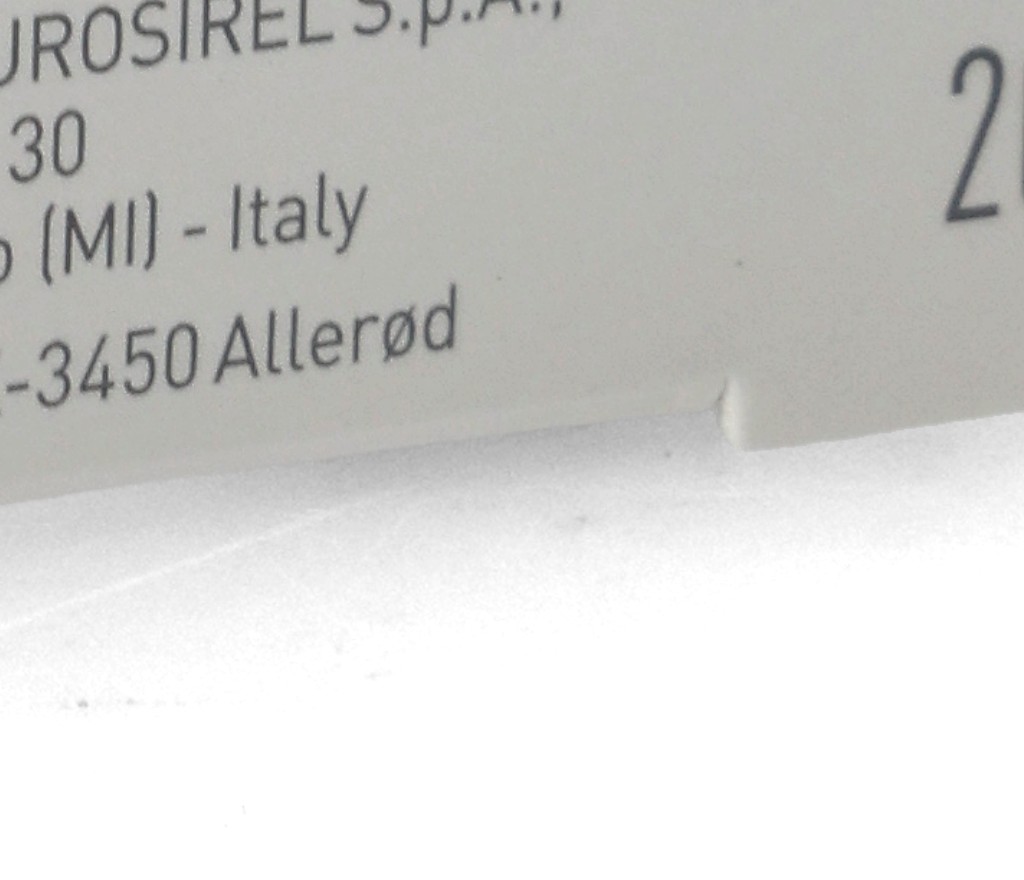 UROSIREL S.p.A.,
30
(MI) - Italy
-3450 Allerød
2